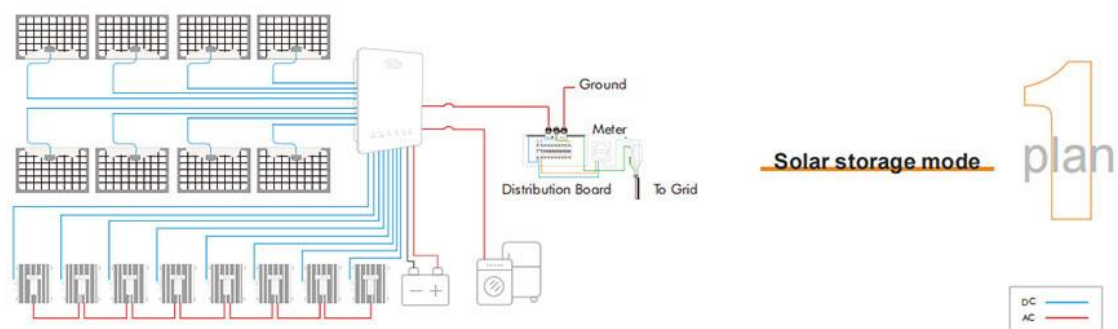 Ground
Meter
Distribution Board
To Grid
Solar storage mode
1
plan
DC
AC